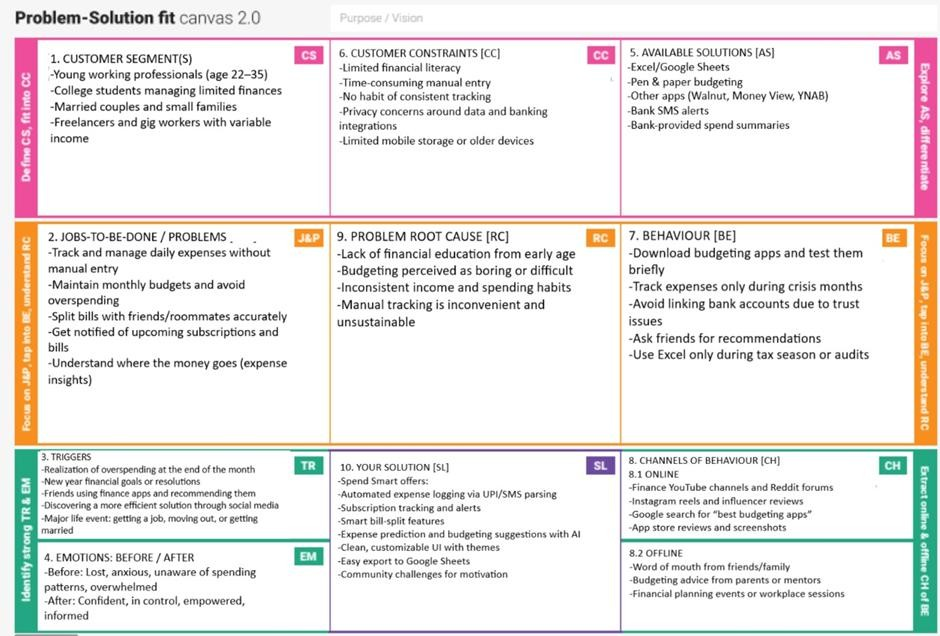 Problem-Solution fit canvas 2.0
Purpose / Vision
Define CS, fit into CC
1. CUSTOMER SEGMENT(S)
CS
-Young working professionals (age 22–35)
-College students managing limited finances
-Married couples and small families
-Freelancers and gig workers with variable
income
6. CUSTOMER CONSTRAINTS [CC]
CC
-Limited financial literacy
-Time-consuming manual entry
-No habit of consistent tracking
-Privacy concerns around data and banking
integrations
-Limited mobile storage or older devices
5. AVAILABLE SOLUTIONS [AS]
AS
-Excel/Google Sheets
-Pen & paper budgeting
-Other apps (Walnut, Money View, YNAB)
-Bank SMS alerts
-Bank-provided spend summaries
Explore AS, differentiate
Focus on J&P, tap into BE, understand RC
2. JOBS-TO-BE-DONE / PROBLEMS
J&P
-Track and manage daily expenses without
manual entry
-Maintain monthly budgets and avoid
overspending
-Split bills with friends/roommates accurately
-Get notified of upcoming subscriptions and
bills
-Understand where the money goes (expense
insights)
9. PROBLEM ROOT CAUSE [RC]
RC
-Lack of financial education from early age
-Budgeting perceived as boring or difficult
-Inconsistent income and spending habits
-Manual tracking is inconvenient and
unsustainable
7. BEHAVIOUR [BE]
BE
-Download budgeting apps and test them
briefly
-Track expenses only during crisis months
-Avoid linking bank accounts due to trust
issues
-Ask friends for recommendations
-Use Excel only during tax season or audits
Focus on J&P, tap into BE, understand RC
Identify strong TR & EM
3. TRIGGERS
TR
-Realization of overspending at the end of the month
-New year financial goals or resolutions
-Friends using finance apps and recommending them
-Discovering a more efficient solution through social media
-Major life event: getting a job, moving out, or getting
married
4. EMOTIONS: BEFORE / AFTER
EM
-Before: Lost, anxious, unaware of spending
patterns, overwhelmed
-After: Confident, in control, empowered,
informed
10. YOUR SOLUTION [SL]
SL
-Spend Smart offers:
-Automated expense logging via UPI/SMS parsing
-Subscription tracking and alerts
-Smart bill-split features
-Expense prediction and budgeting suggestions with AI
-Clean, customizable UI with themes
-Easy export to Google Sheets
-Community challenges for motivation
8. CHANNELS OF BEHAVIOUR [CH]
CH
8.1 ONLINE
-Finance YouTube channels and Reddit forums
-Instagram reels and influencer reviews
-Google search for "best budgeting apps"
-App store reviews and screenshots
8.2 OFFLINE
-Word of mouth from friends/family
-Budgeting advice from parents or mentors
-Financial planning events or workplace sessions
Extract online & offline CH of BE